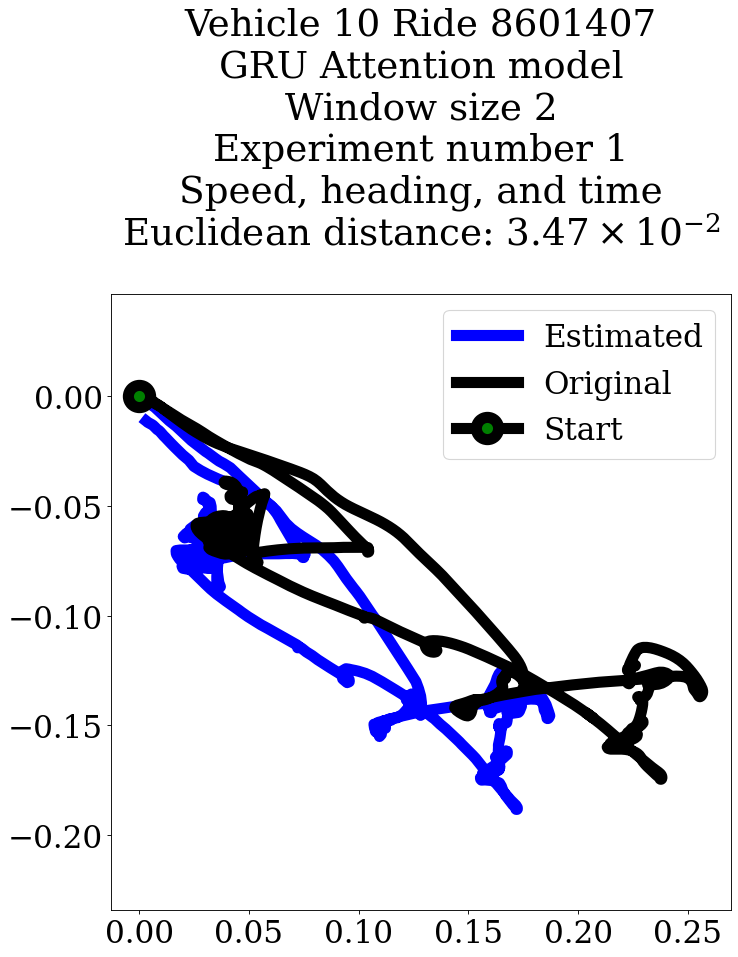 Vehicle 10 Ride 8601407
GRU Attention model
Window size 2
Experiment number 1
Speed, heading, and time
Euclidean distance: 3.47 × 10⁻²
Estimated
Original
Start
0.00
−0.05
−0.10
−0.15
−0.20
0.00 0.05 0.10 0.15 0.20 0.25